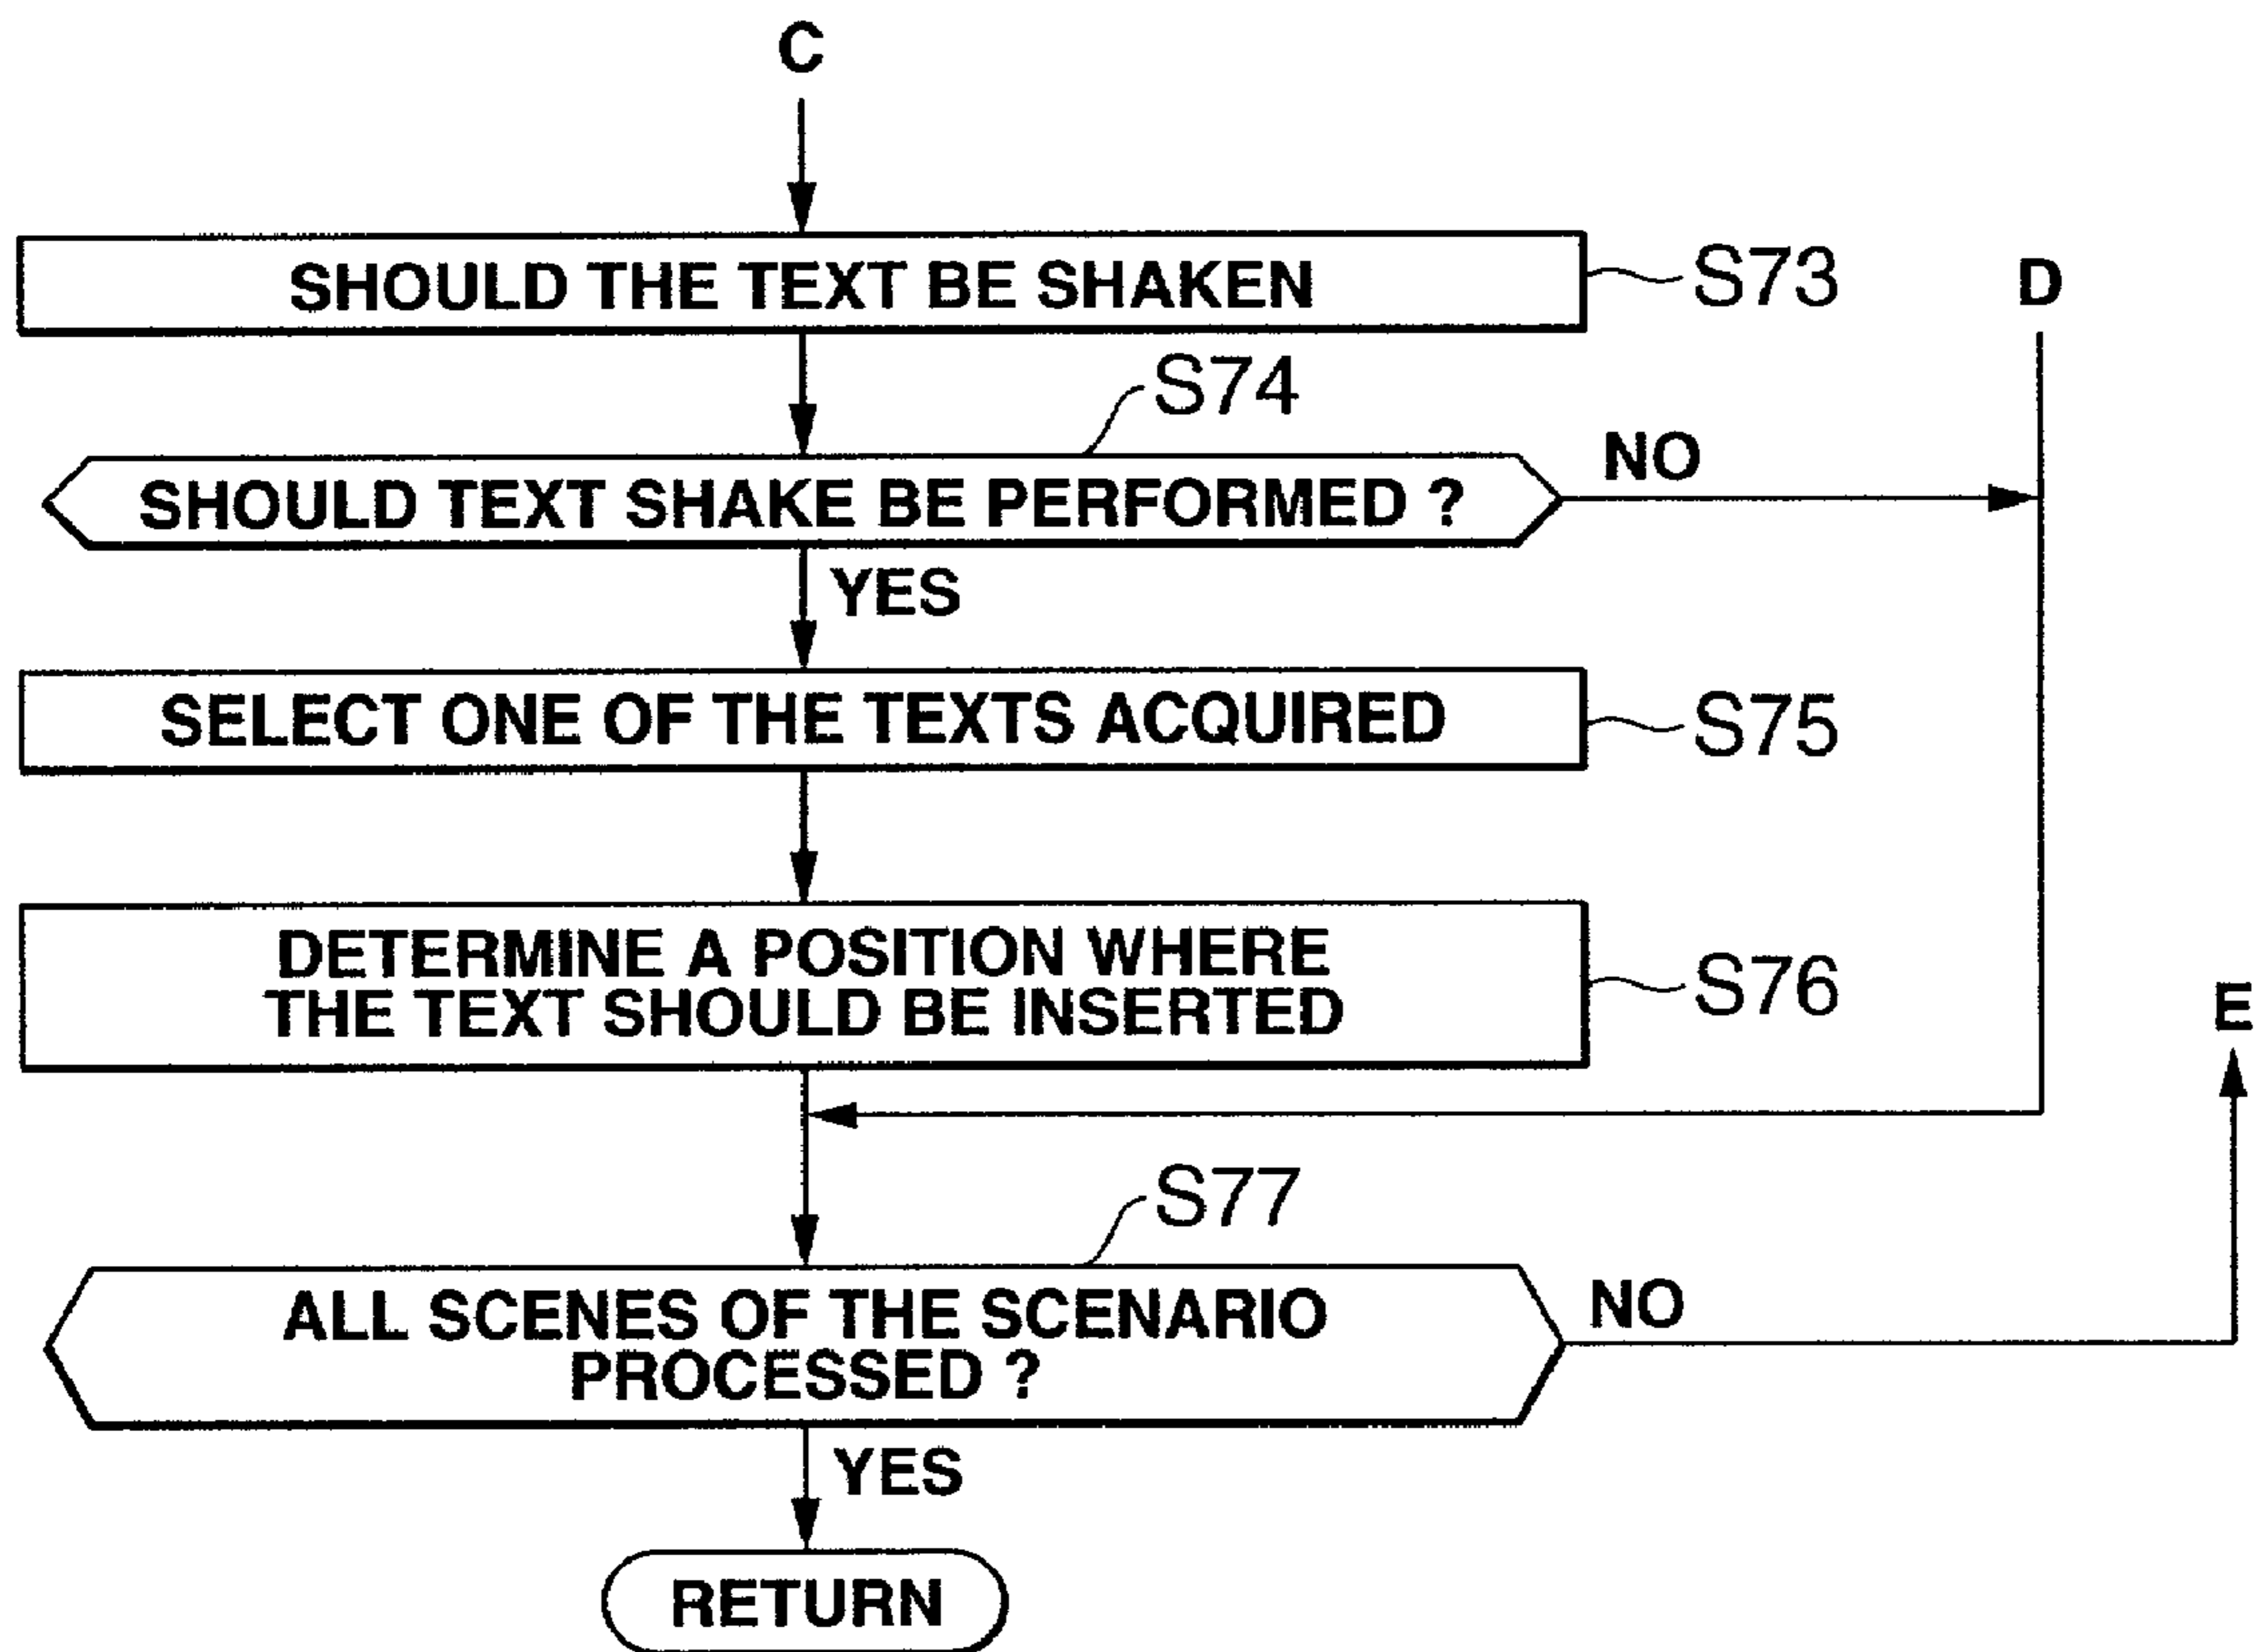 C
SHOULD THE TEXT BE SHAKEN
S73
D
S74
SHOULD TEXT SHAKE BE PERFORMED ?
NO
YES
SELECT ONE OF THE TEXTS ACQUIRED
S75
DETERMINE A POSITION WHERE
THE TEXT SHOULD BE INSERTED
S76
E
S77
ALL SCENES OF THE SCENARIO
PROCESSED ?
NO
YES
RETURN